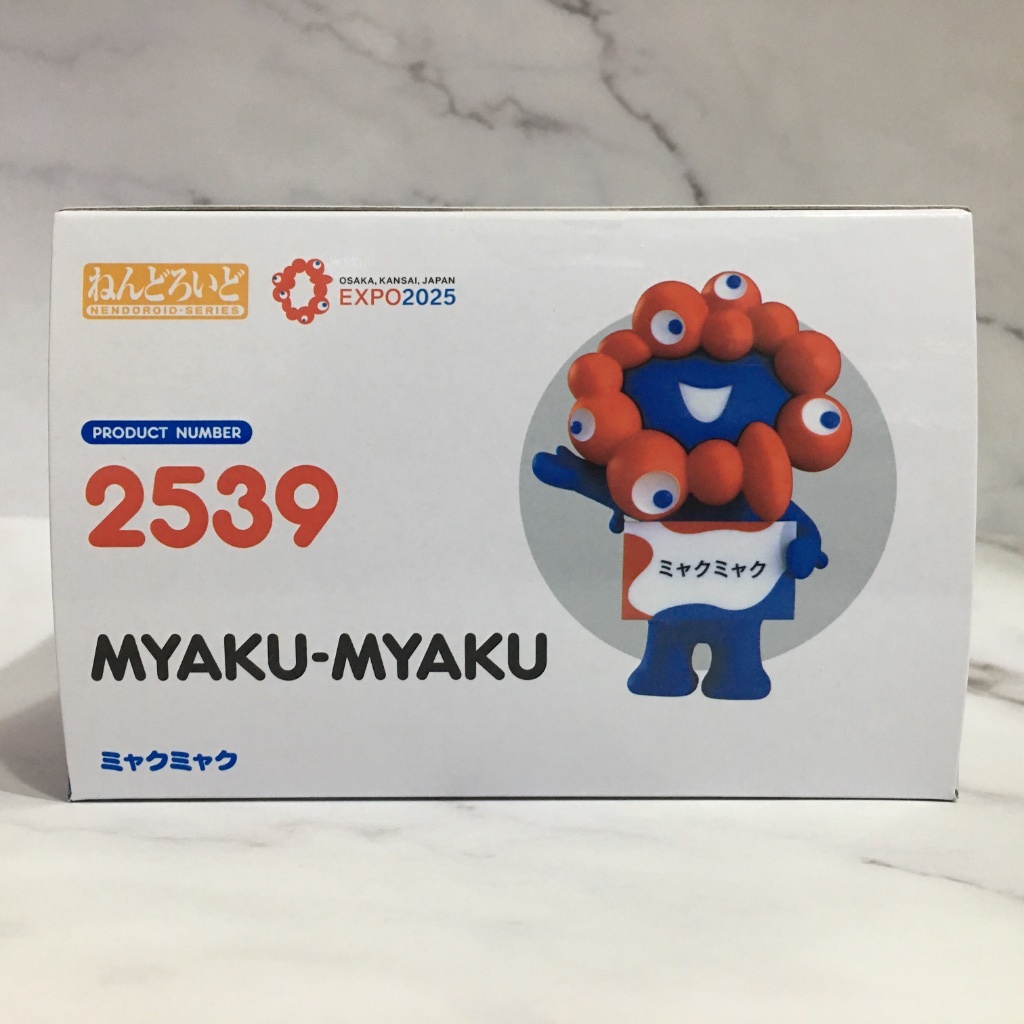 ねんどろいど
NENDOROID-SERIES
OSAKA, KANSAI, JAPAN
EXPO2025
PRODUCT NUMBER
2539
ミャクミャク
MYAKU-MYAKU
ミャクミャク